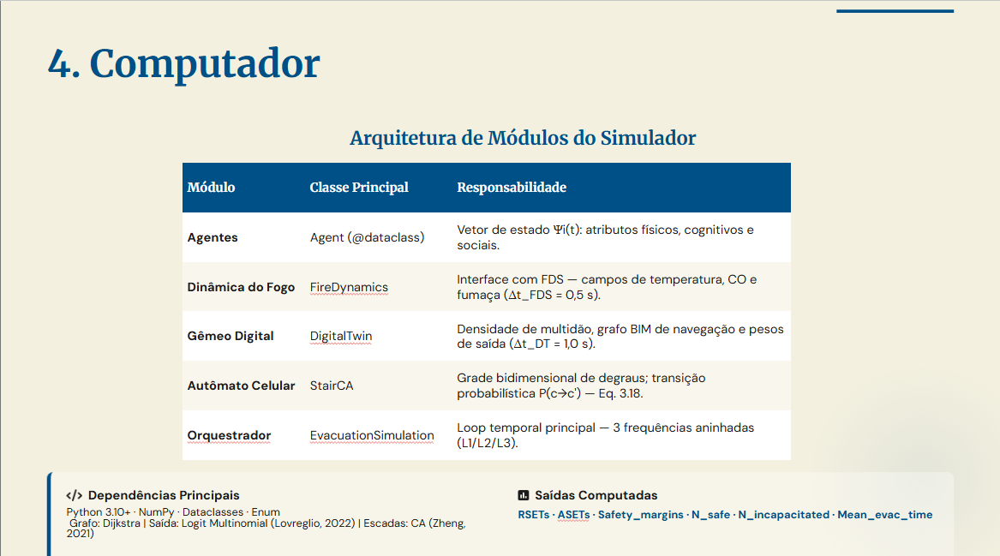 4. Computador
Arquitetura de Módulos do Simulador
Módulo Classe Principal Responsabilidade
Agentes Agent (@dataclass) Vetor de estado Ψi(t): atributos físicos, cognitivos e
sociais.
Dinâmica do Fogo FireDynamics Interface com FDS — campos de temperatura, CO e
fumaça (Δt_FDS = 0,5 s).
Gêmeo Digital DigitalTwin Densidade de multidão, grafo BIM de navegação e pesos
de saída (Δt_DT = 1,0 s).
Autômato Celular StairCA Grade bidimensional de degraus; transição
probabilística P(c→c') — Eq. 3.18.
Orquestrador EvacuationSimulation Loop temporal principal — 3 frequências aninhadas
(L1/L2/L3).
</> Dependências Principais
Python 3.10+ · NumPy · Dataclasses · Enum
Grafo: Dijkstra | Saída: Logit Multinomial (Lovreglio, 2022) | Escadas: CA (Zheng,
2021)
Saídas Computadas
RSETs · ASETs · Safety_margins · N_safe · N_incapacitated · Mean_evac_time